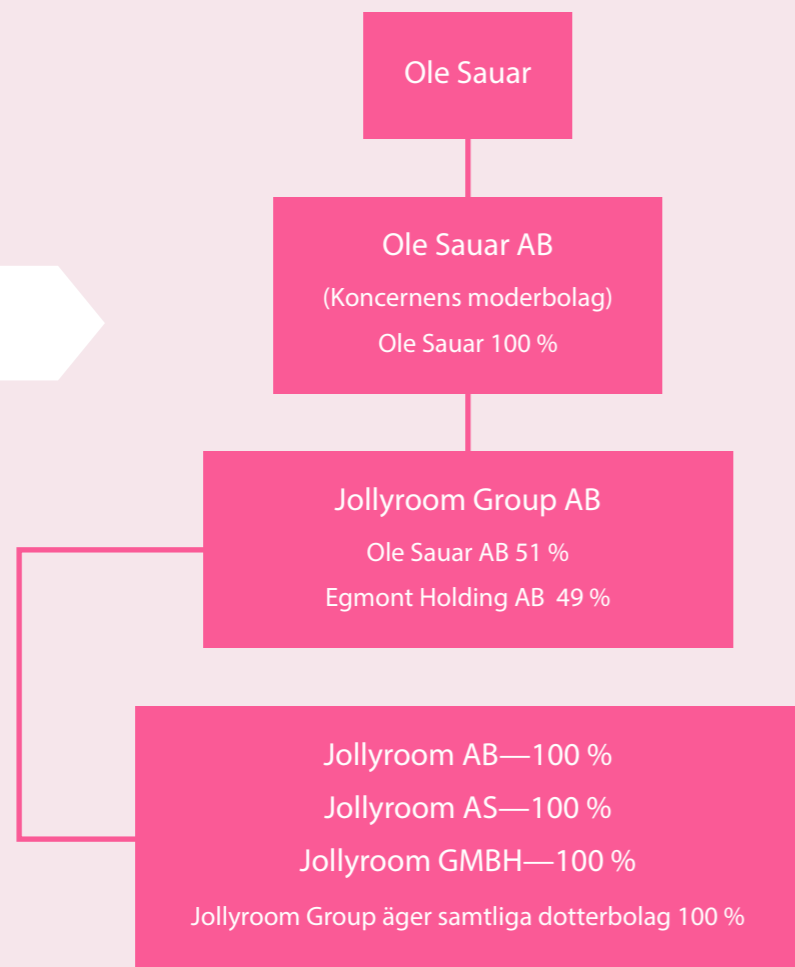 Ole Sauar
Ole Sauar AB
(Koncernens moderbolag)
Ole Sauar 100 %
Jollyroom Group AB
Ole Sauar AB 51 %
Egmont Holding AB  49 %
Jollyroom AB—100 %
Jollyroom AS—100 %
Jollyroom GMBH—100 %
Jollyroom Group äger samtliga dotterbolag 100 %